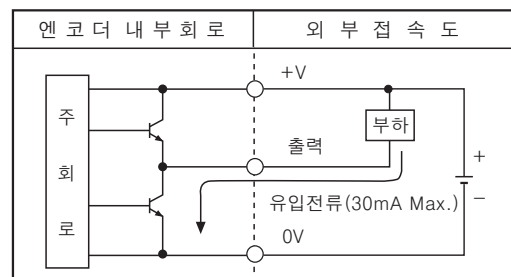 엔 코 더 내 부 회 로
외 부 접 속 도
+V
주
회
로
부하
출력
+
−
유입전류(30mA Max.)
0V